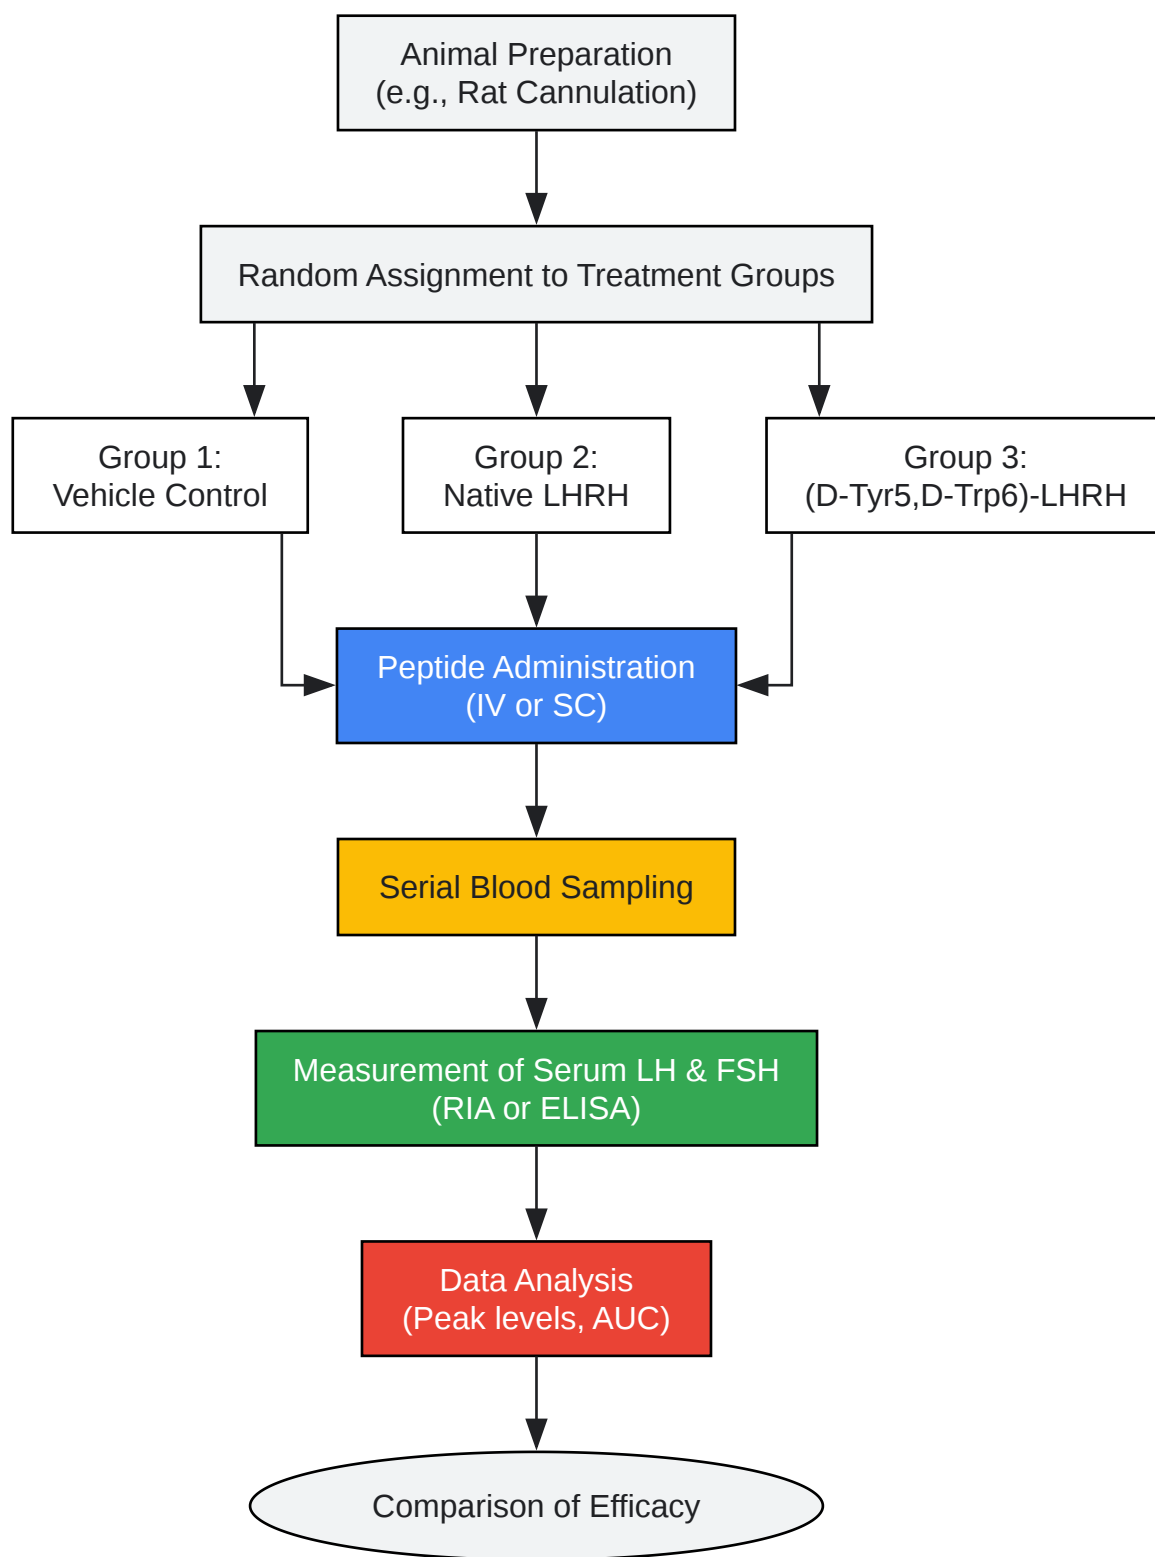 Animal Preparation
(e.g., Rat Cannulation)
Random Assignment to Treatment Groups
Group 1:
Vehicle Control
Group 2:
Native LHRH
Group 3:
(D-Tyr5,D-Trp6)-LHRH
Peptide Administration
(IV or SC)
Serial Blood Sampling
Measurement of Serum LH & FSH
(RIA or ELISA)
Data Analysis
(Peak levels, AUC)
Comparison of Efficacy